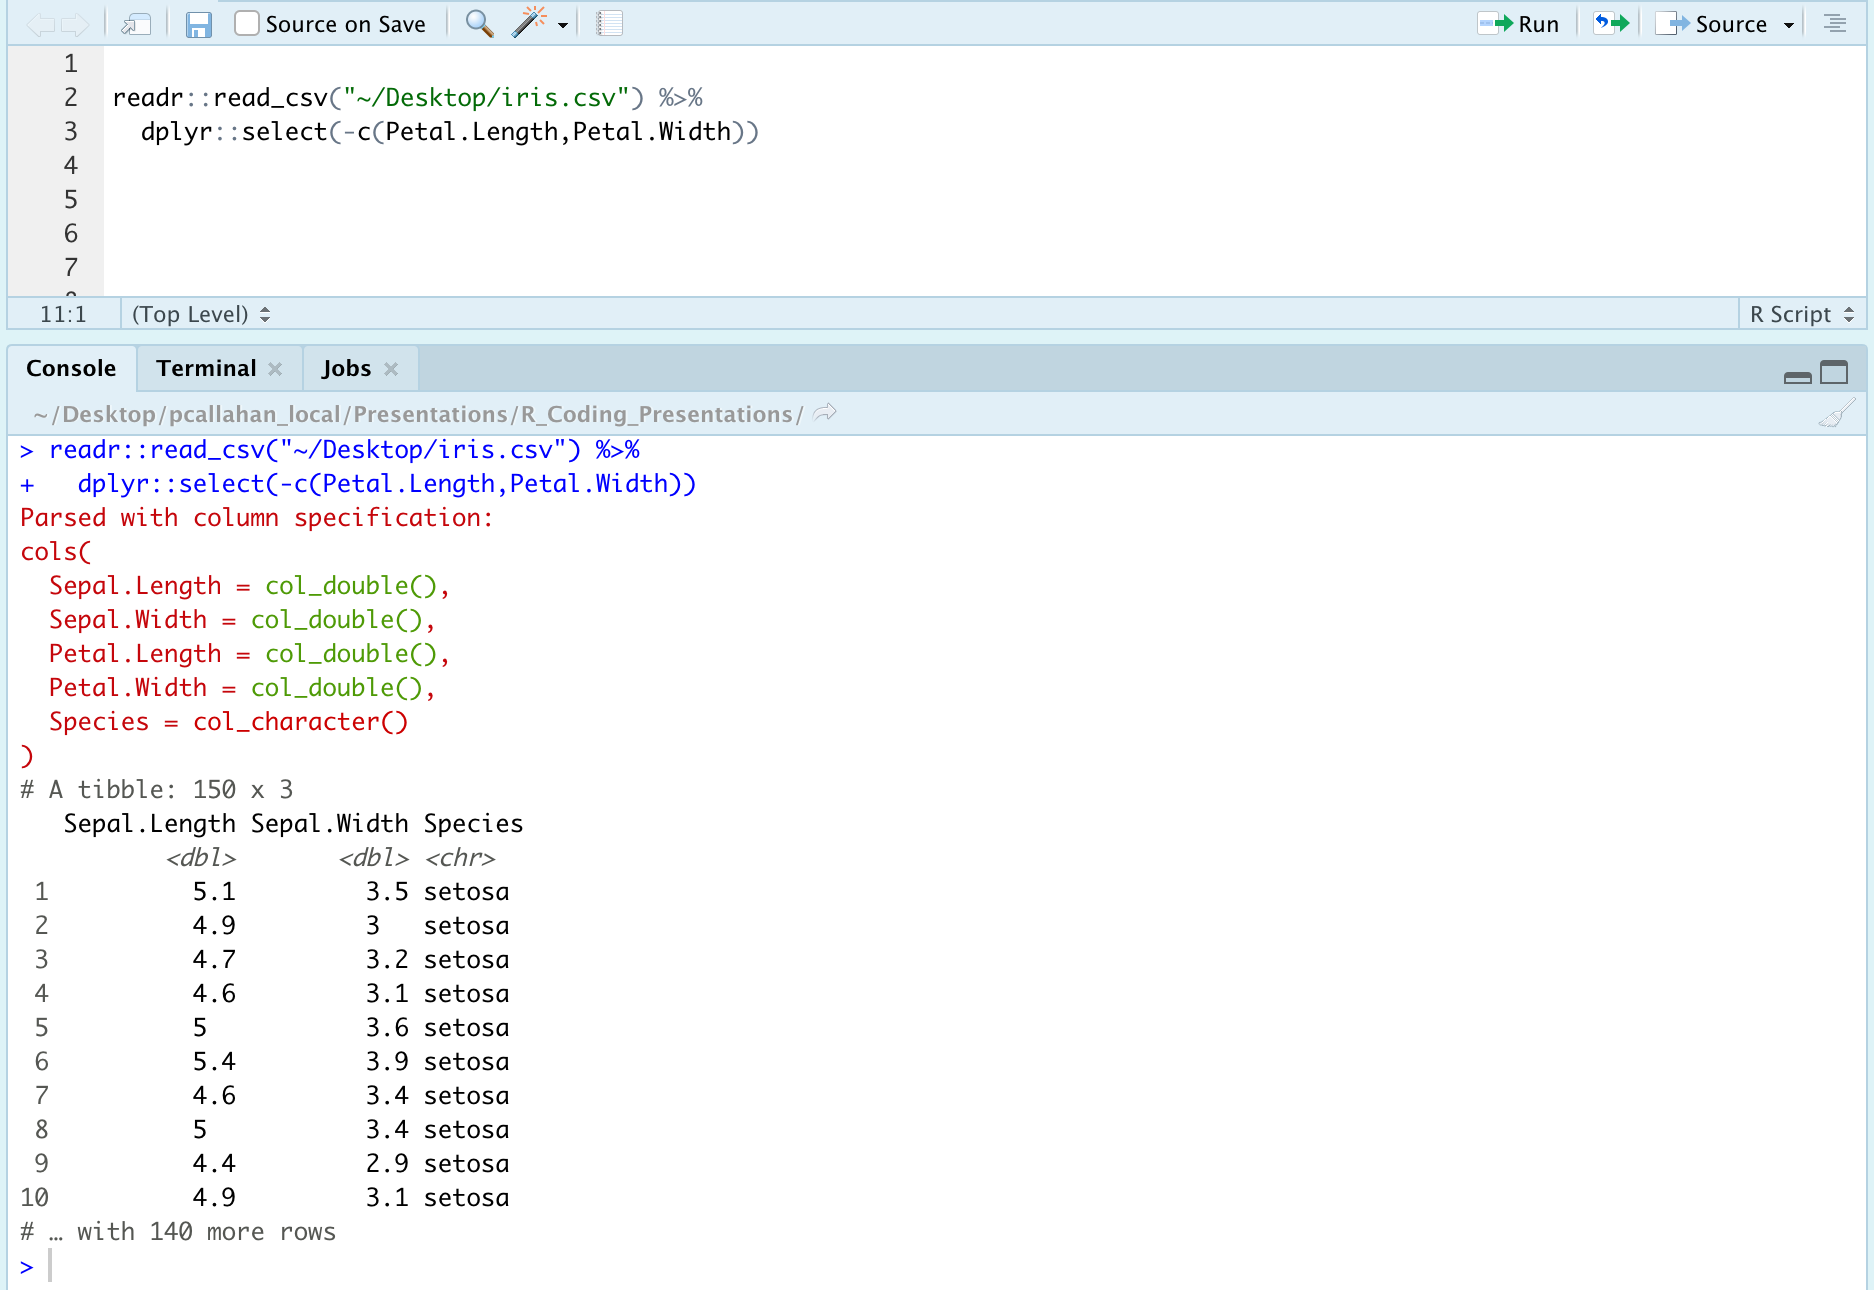 Source on Save
Run
Source
1
2 readr::read_csv("~/Desktop/iris.csv") %>%
3   dplyr::select(-c(Petal.Length,Petal.Width))
4
5
6
7
11:1 (Top Level) R Script
Console Terminal Jobs
~/Desktop/pcallahan_local/Presentations/R_Coding_Presentations/
> readr::read_csv("~/Desktop/iris.csv") %>%
+   dplyr::select(-c(Petal.Length,Petal.Width))
Parsed with column specification:
cols(
  Sepal.Length = col_double(),
  Sepal.Width = col_double(),
  Petal.Length = col_double(),
  Petal.Width = col_double(),
  Species = col_character()
)
# A tibble: 150 x 3
   Sepal.Length Sepal.Width Species
          <dbl>       <dbl> <chr>
 1          5.1         3.5 setosa
 2          4.9         3   setosa
 3          4.7         3.2 setosa
 4          4.6         3.1 setosa
 5          5           3.6 setosa
 6          5.4         3.9 setosa
 7          4.6         3.4 setosa
 8          5           3.4 setosa
 9          4.4         2.9 setosa
10          4.9         3.1 setosa
# … with 140 more rows
>